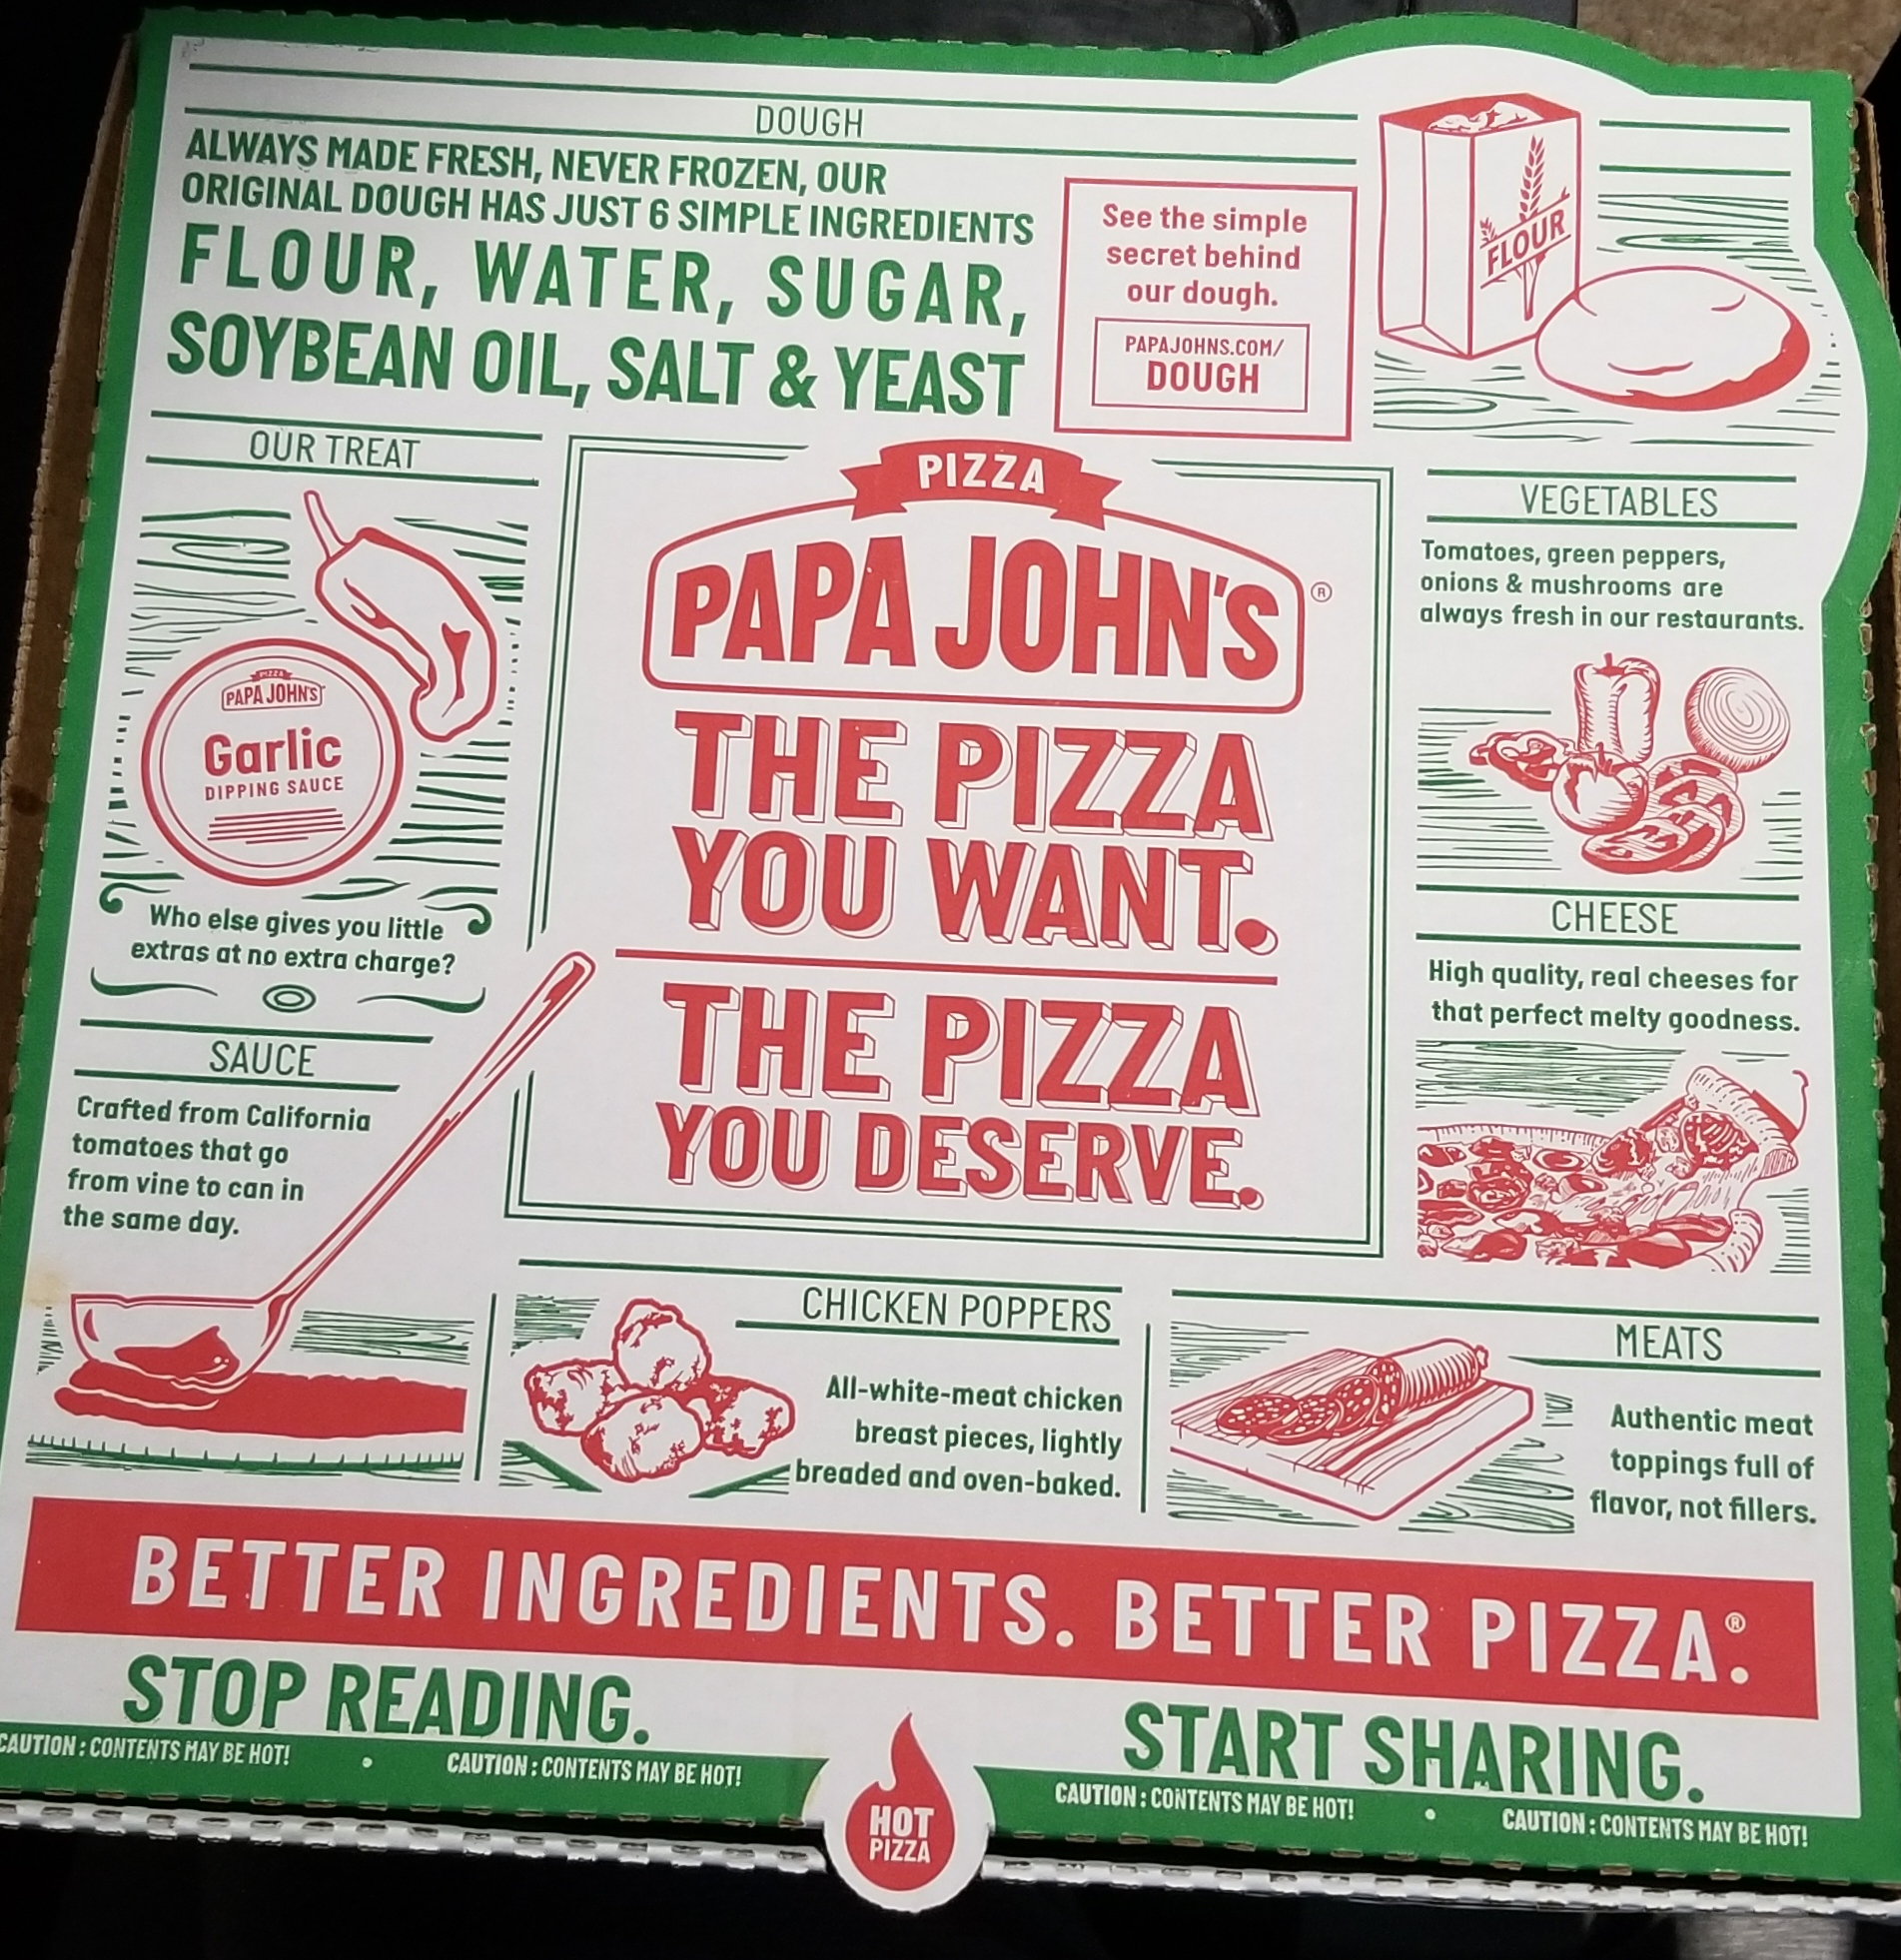 DOUGH
ALWAYS MADE FRESH, NEVER FROZEN, OUR
ORIGINAL DOUGH HAS JUST 6 SIMPLE INGREDIENTS
FLOUR, WATER, SUGAR,
SOYBEAN OIL, SALT & YEAST
See the simple
secret behind
our dough.
PAPAJOHNS.COM/
DOUGH
FLOUR
OUR TREAT
PIZZA
PAPA JOHN'S
Garlic
DIPPING SAUCE
Who else gives you little
extras at no extra charge?
SAUCE
Crafted from California
tomatoes that go
from vine to can in
the same day.
PIZZA
PAPA JOHN'S®
THE PIZZA
YOU WANT.
THE PIZZA
YOU DESERVE.
VEGETABLES
Tomatoes, green peppers,
onions & mushrooms are
always fresh in our restaurants.
CHEESE
High quality, real cheeses for
that perfect melty goodness.
CHICKEN POPPERS
All-white-meat chicken
breast pieces, lightly
breaded and oven-baked.
MEATS
Authentic meat
toppings full of
flavor, not fillers.
BETTER INGREDIENTS. BETTER PIZZA.®
STOP READING.
START SHARING.
CAUTION: CONTENTS MAY BE HOT! • CAUTION: CONTENTS MAY BE HOT!
HOT
PIZZA
CAUTION: CONTENTS MAY BE HOT! • CAUTION: CONTENTS MAY BE HOT!